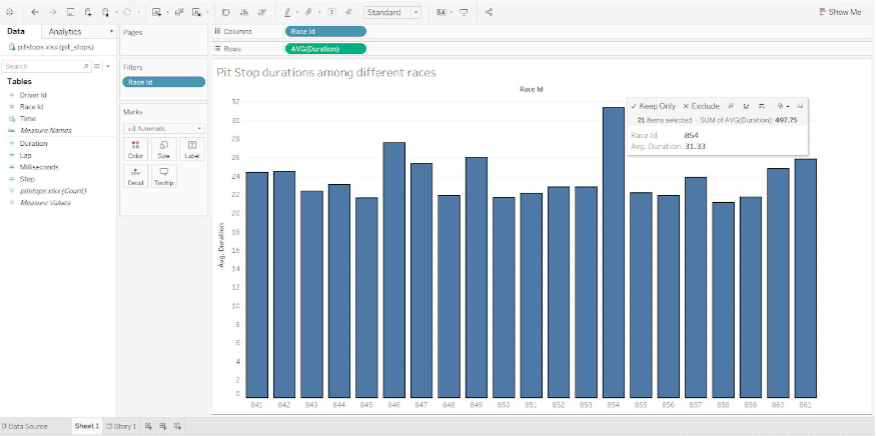 Standard
Show Me
Data
Analytics
pitstops.xlsx (pit_stops)
Search
Tables
Driver Id
Race Id
Time
Abc Measure Names
Duration
Lap
Milliseconds
Stop
pitstops.xlsx (Count)
Measure Values
Pages
Filters
Race Id
Marks
Automatic
Color Size Label
Detail Tooltip
Columns Race Id
Rows AVG(Duration)
Pit Stop durations among different races
Race Id
Keep Only Exclude
21 items selected · SUM of AVG(Duration): 497.75
Race Id: 854
Avg. Duration: 31.33
Avg. Duration
32
30
28
26
24
22
20
18
16
14
12
10
8
6
4
2
0
841 842 843 844 845 846 847 848 849 850 851 852 853 854 855 856 857 858 859 860 861
Data Source Sheet 1 Story 1